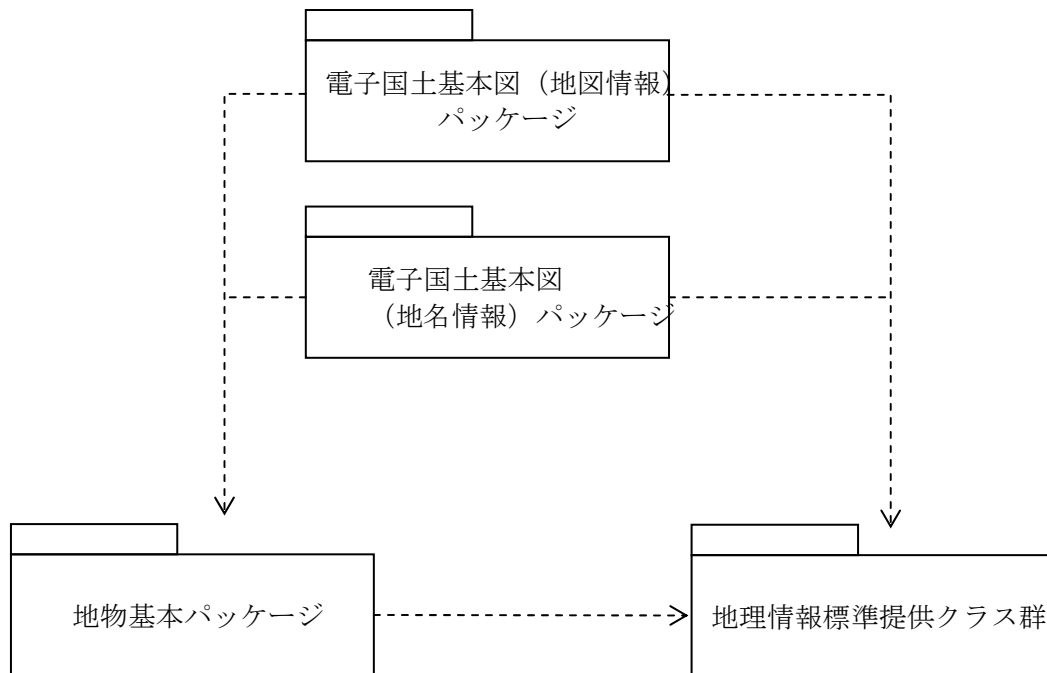 電子国土基本図（地図情報）
パッケージ
電子国土基本図
（地名情報）パッケージ
地物基本パッケージ
地理情報標準提供クラス群